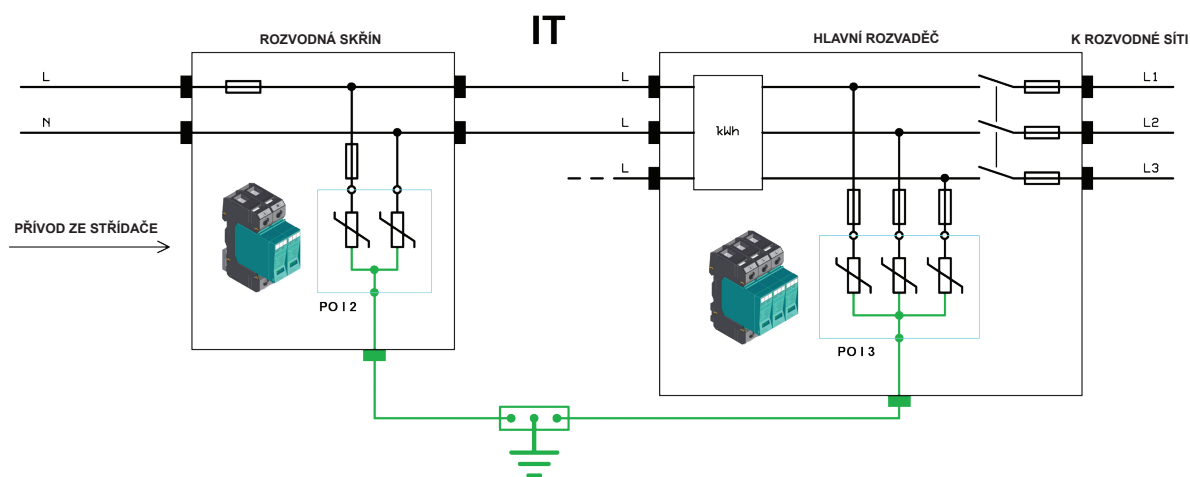 IT
ROZVODNÁ SKŘÍN
HLAVNÍ ROZVADĚČ
K ROZVODNÉ SÍTI
L
L
L1
N
L
kWh
L2
L
L3
PŘÍVOD ZE STŘÍDAČE
PO I 2
PO I 3